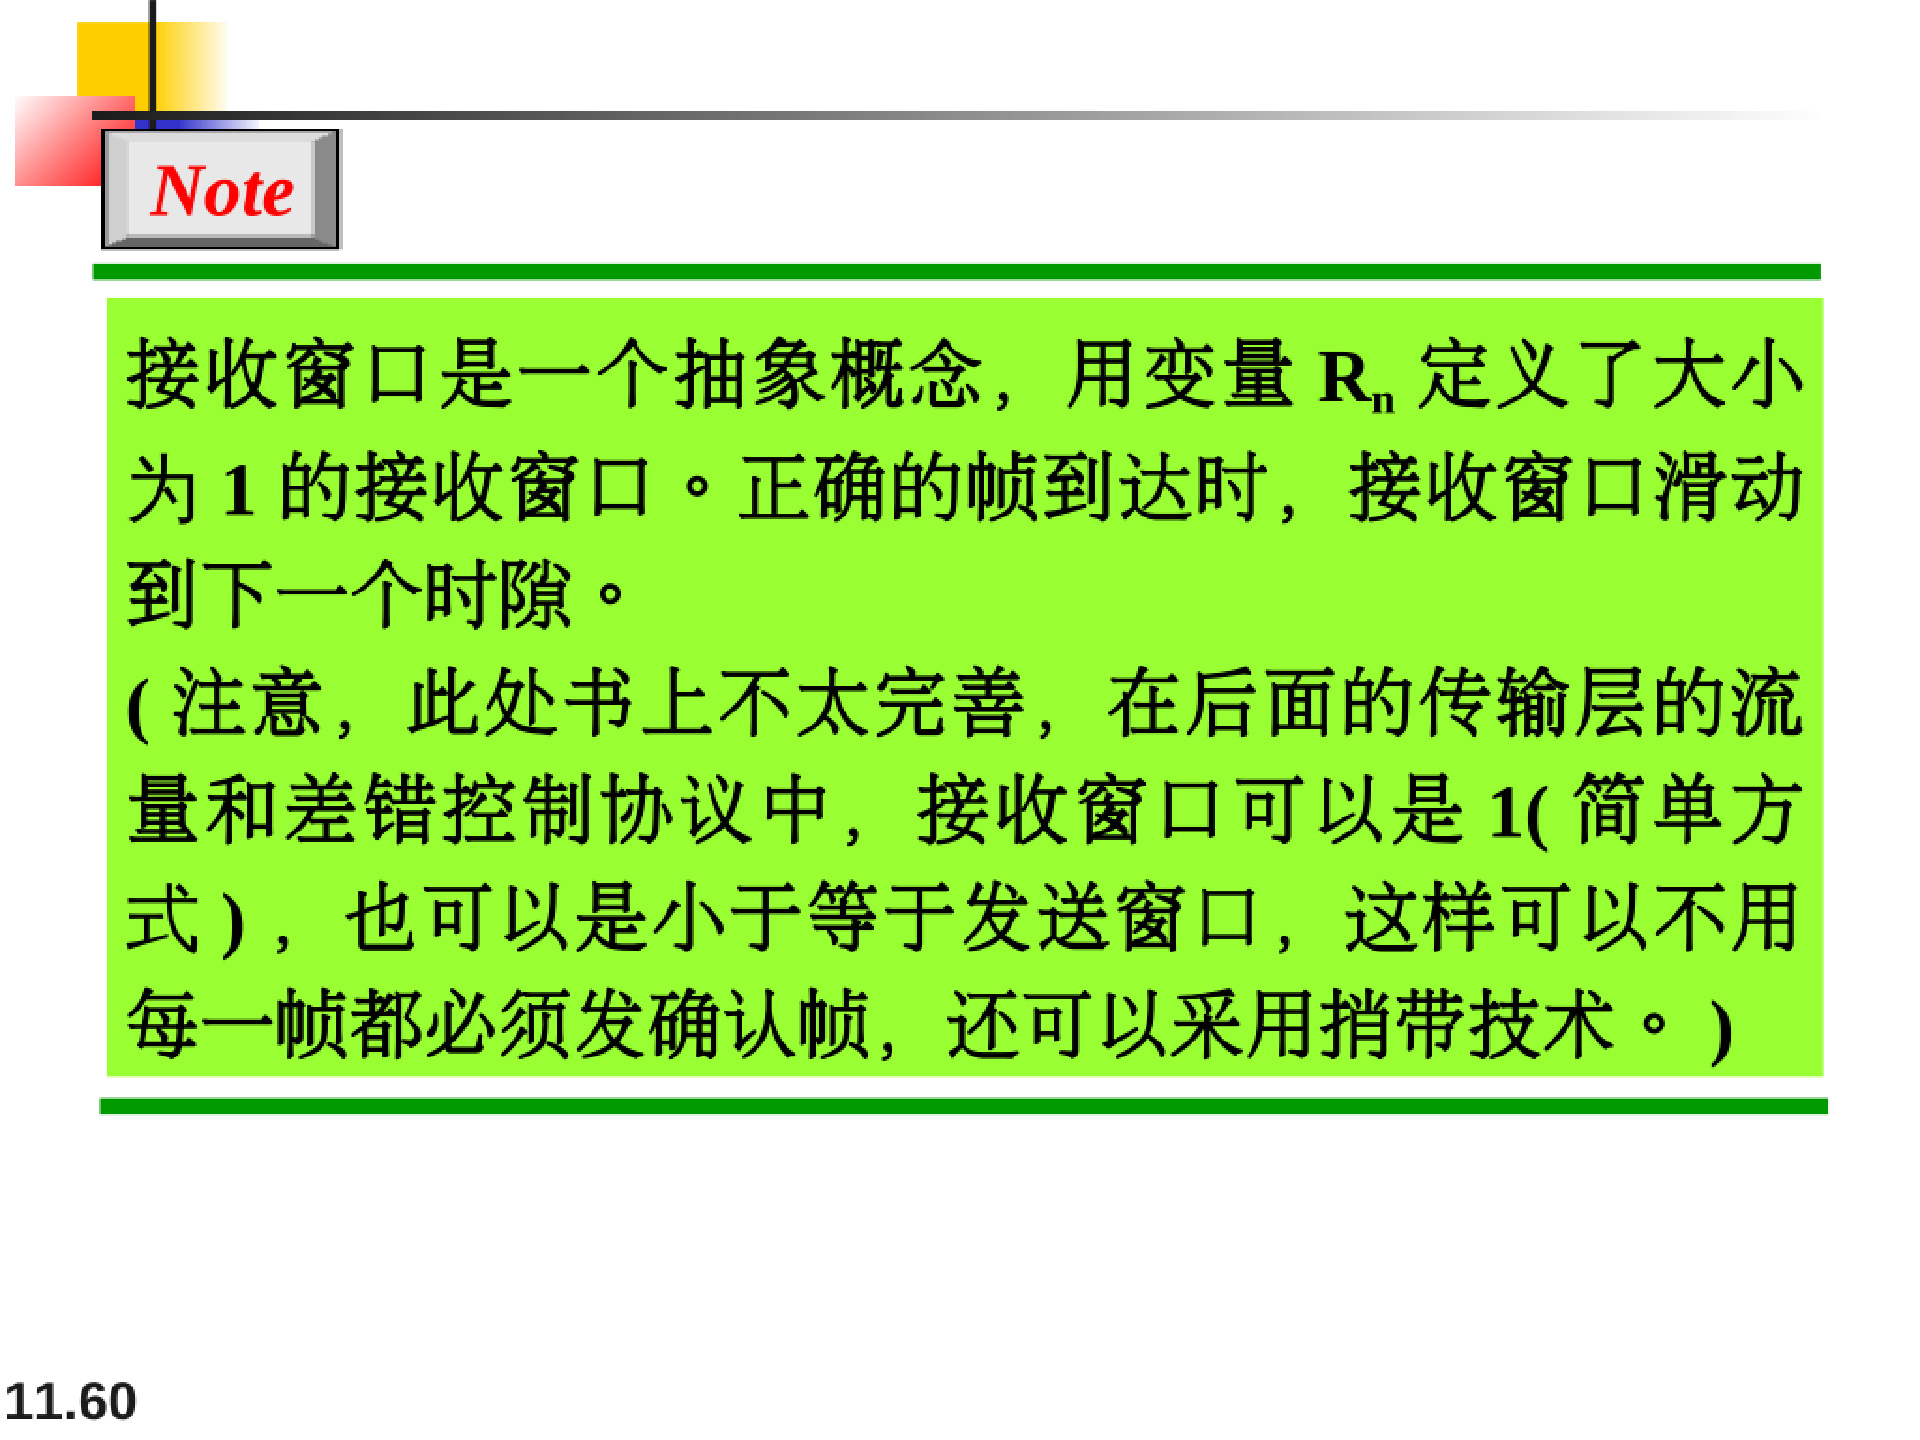 Note
接收窗口是一个抽象概念，用变量 Rn 定义了大小
为 1 的接收窗口。正确的帧到达时，接收窗口滑动
到下一个时隙。
( 注意，此处书上不太完善，在后面的传输层的流
量和差错控制协议中，接收窗口可以是 1( 简单方
式 ) ，也可以是小于等于发送窗口，这样可以不用
每一帧都必须发确认帧，还可以采用捎带技术。 )
11.60